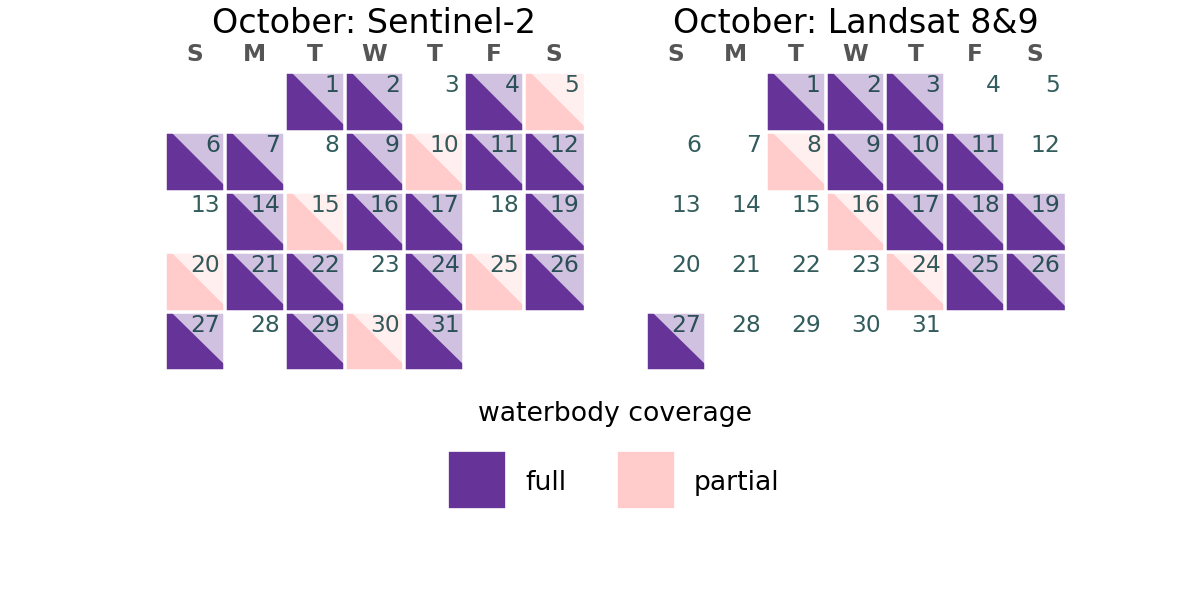 October: Sentinel-2
S M T W T F S
1 2 3 4 5
6 7 8 9 10 11 12
13 14 15 16 17 18 19
20 21 22 23 24 25 26
27 28 29 30 31
October: Landsat 8&9
S M T W T F S
1 2 3 4 5
6 7 8 9 10 11 12
13 14 15 16 17 18 19
20 21 22 23 24 25 26
27 28 29 30 31
waterbody coverage
full partial